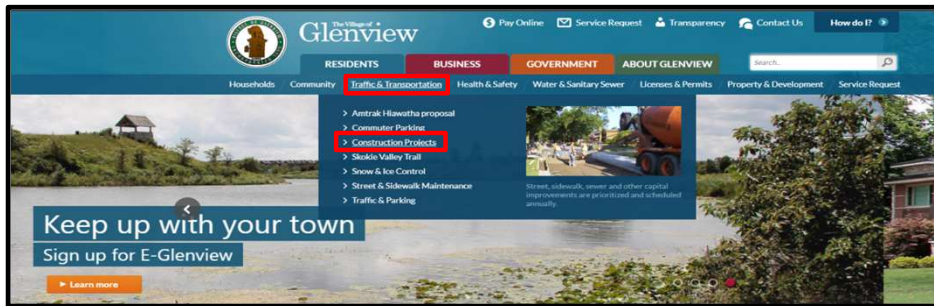 The Village of
Glenview
Pay Online Service Request Transparency Contact Us How do I?
RESIDENTS BUSINESS GOVERNMENT ABOUT GLENVIEW Search...
Households Community Traffic & Transportation Health & Safety Water & Sanitary Sewer Licenses & Permits Property & Development Service Request
> Amtrak Hiawatha proposal
> Commuter Parking
> Construction Projects
> Skokie Valley Trail
> Snow & Ice Control
> Street & Sidewalk Maintenance
> Traffic & Parking
Street, sidewalk, sewer and other capital
improvements are prioritized and scheduled
annually.
Keep up with your town
Sign up for E-Glenview
Learn more